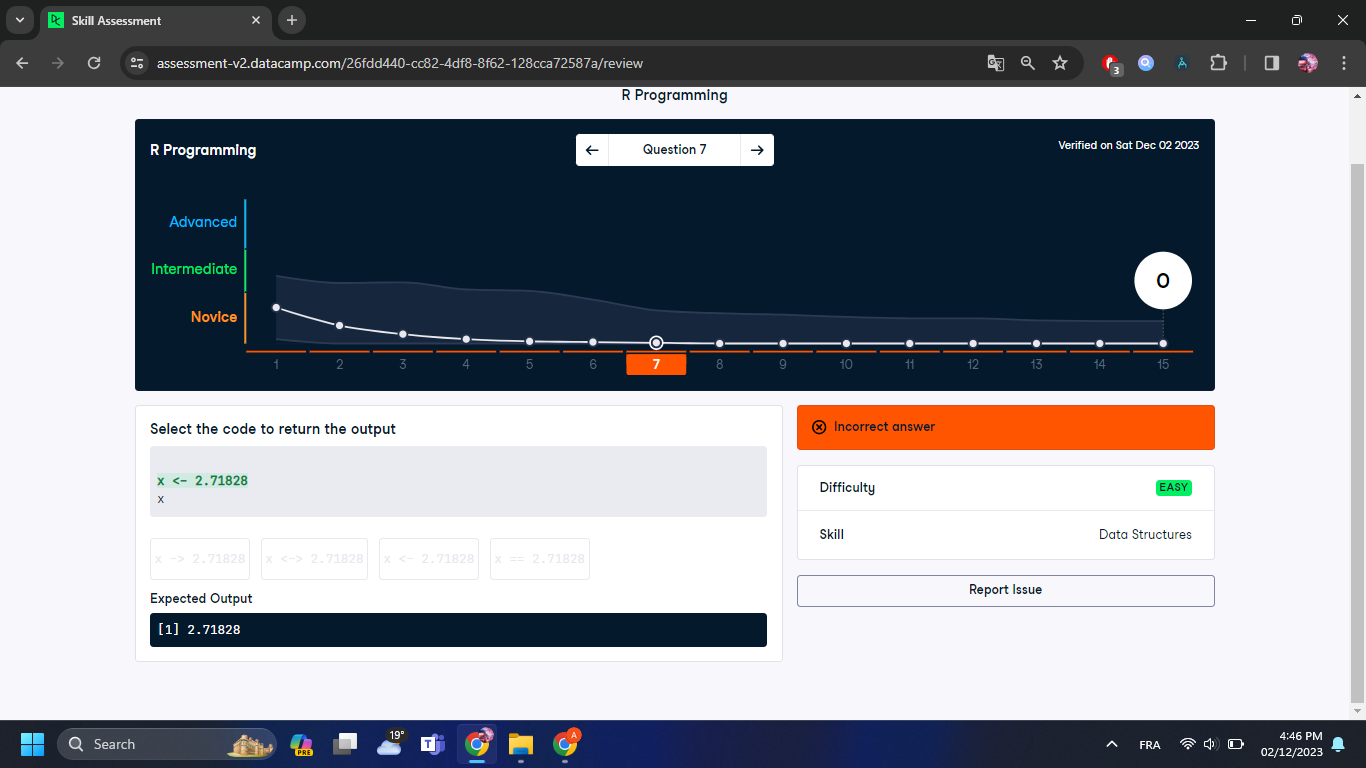 Skill Assessment
assessment-v2.datacamp.com/26fdd440-cc82-4df8-8f62-128cca72587a/review
3
R Programming
R Programming
Question 7
Verified on Sat Dec 02 2023
Advanced
Intermediate
Novice
0
1 2 3 4 5 6 7 8 9 10 11 12 13 14 15
Select the code to return the output
x <- 2.71828
x
x -> 2.71828 x <-> 2.71828 x <- 2.71828 x == 2.71828
Expected Output
[1] 2.71828
Incorrect answer
Difficulty EASY
Skill Data Structures
Report Issue
Search
PRE
19°
A
FRA
4:46 PM
02/12/2023